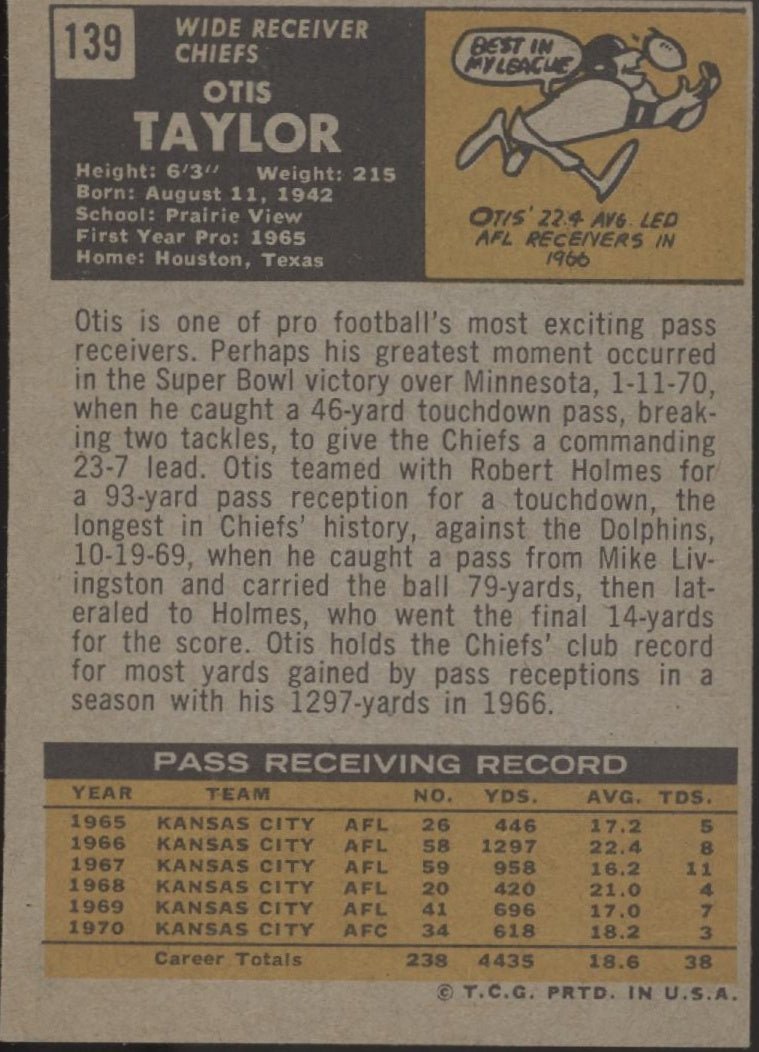 139
WIDE RECEIVER
CHIEFS
OTIS
TAYLOR
Height: 6'3" Weight: 215
Born: August 11, 1942
School: Prairie View
First Year Pro: 1965
Home: Houston, Texas
BEST IN
MY LEAGUE
OTIS' 22.4 AVG. LED
AFL RECEIVERS IN
1966
Otis is one of pro football's most exciting pass
receivers. Perhaps his greatest moment occurred
in the Super Bowl victory over Minnesota, 1-11-70,
when he caught a 46-yard touchdown pass, break-
ing two tackles, to give the Chiefs a commanding
23-7 lead. Otis teamed with Robert Holmes for
a 93-yard pass reception for a touchdown, the
longest in Chiefs' history, against the Dolphins,
10-19-69, when he caught a pass from Mike Liv-
ingston and carried the ball 79-yards, then lat-
eraled to Holmes, who went the final 14-yards
for the score. Otis holds the Chiefs' club record
for most yards gained by pass receptions in a
season with his 1297-yards in 1966.
PASS RECEIVING RECORD
YEAR TEAM NO. YDS. AVG. TDS.
1965 KANSAS CITY AFL 26 446 17.2 5
1966 KANSAS CITY AFL 58 1297 22.4 8
1967 KANSAS CITY AFL 59 958 16.2 11
1968 KANSAS CITY AFL 20 420 21.0 4
1969 KANSAS CITY AFL 41 696 17.0 7
1970 KANSAS CITY AFC 34 618 18.2 3
Career Totals 238 4435 18.6 38
© T.C.G. PRTD. IN U.S.A.